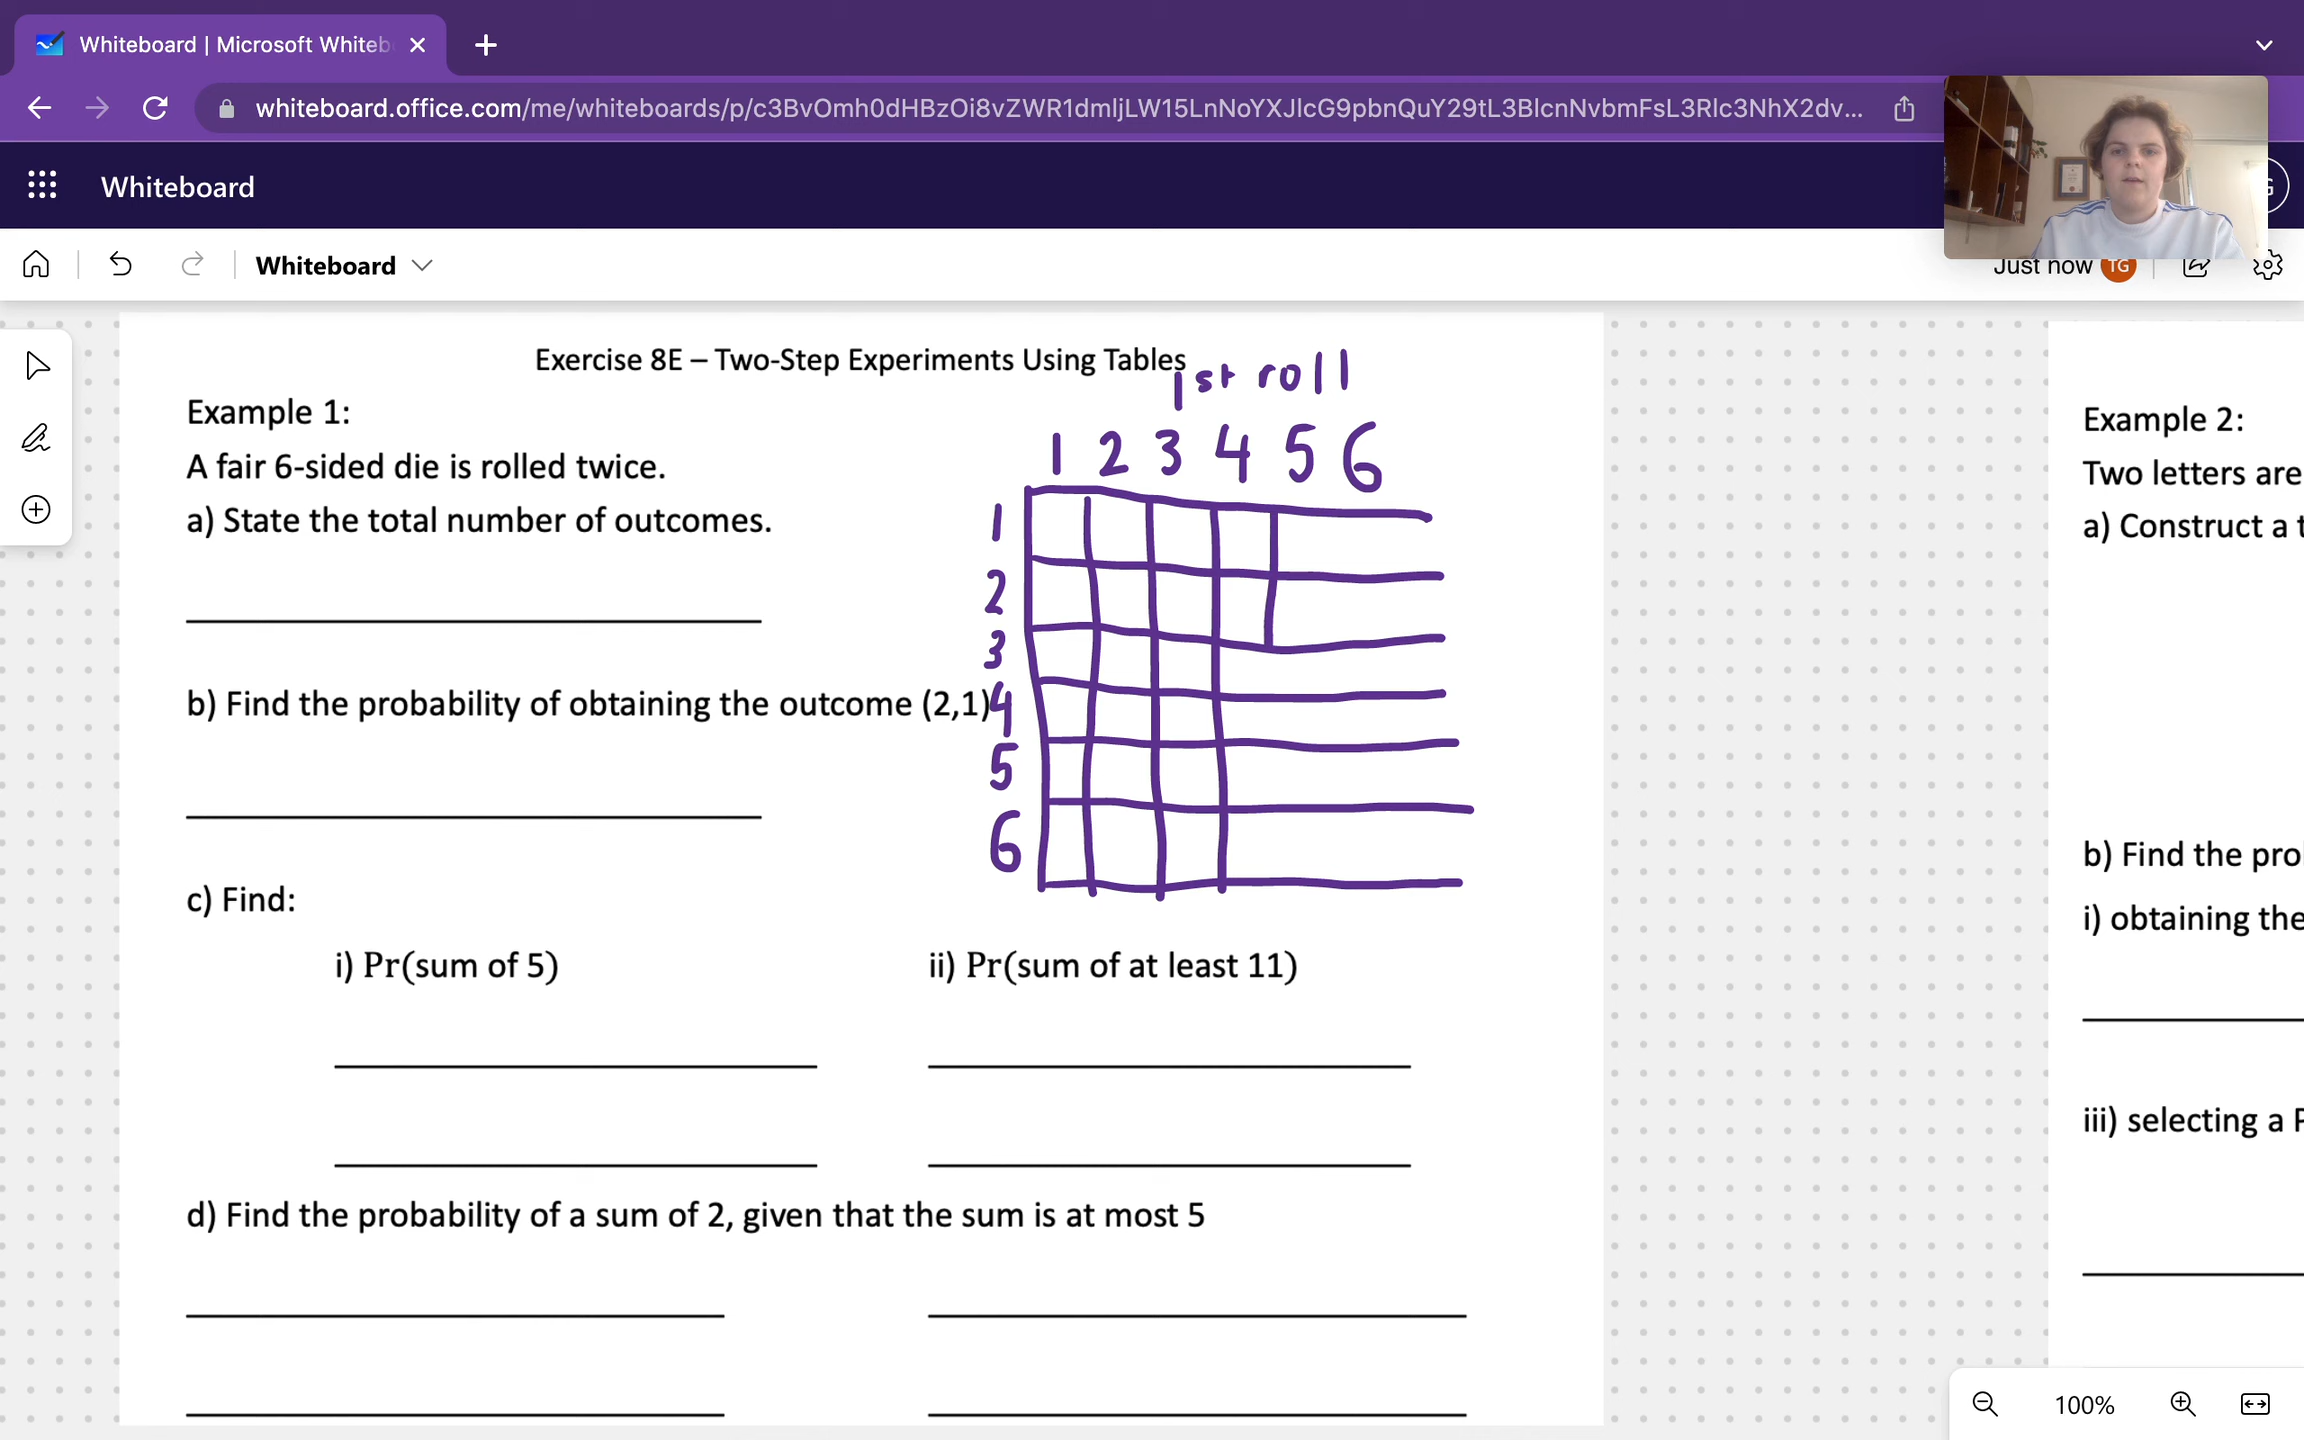 Whiteboard | Microsoft Whiteb
whiteboard.office.com/me/whiteboards/p/c3BvOmh0dHBzOi8vZWR1dmljLW15LnNoYXJlcG9pbnQuY29tL3BlcnNvbmFsL3Rlc3NhX2dv...
Whiteboard
Whiteboard
Just now TG
Exercise 8E – Two-Step Experiments Using Tables
1st roll
Example 1:
A fair 6-sided die is rolled twice.
a) State the total number of outcomes.
1 2 3 4 5 6
1
2
3
4
5
6
b) Find the probability of obtaining the outcome (2,1)
c) Find:
i) Pr(sum of 5)
ii) Pr(sum of at least 11)
d) Find the probability of a sum of 2, given that the sum is at most 5
Example 2:
Two letters are
a) Construct a t
b) Find the pro
i) obtaining the
iii) selecting a P
100%